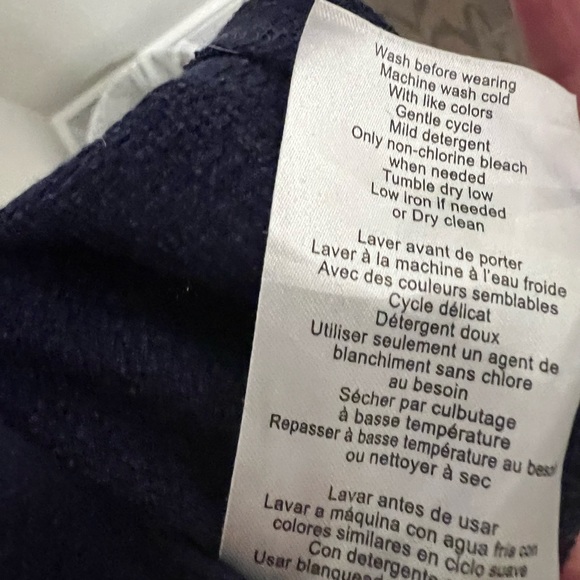 Wash before wearing
Machine wash cold
With like colors
Gentle cycle
Mild detergent
Only non-chlorine bleach
when needed
Tumble dry low
Low iron if needed
or Dry clean
Laver avant de porter
Laver à la machine à l'eau froide
Avec des couleurs semblables
Cycle délicat
Détergent doux
Utiliser seulement un agent de
blanchiment sans chlore
au besoin
Sécher par culbutage
à basse température
Repasser à basse température au besoi
ou nettoyer à sec
Lavar antes de usar
Lavar a máquina con agua fria con
colores similares en ciclo suave
Con detergente
Usar